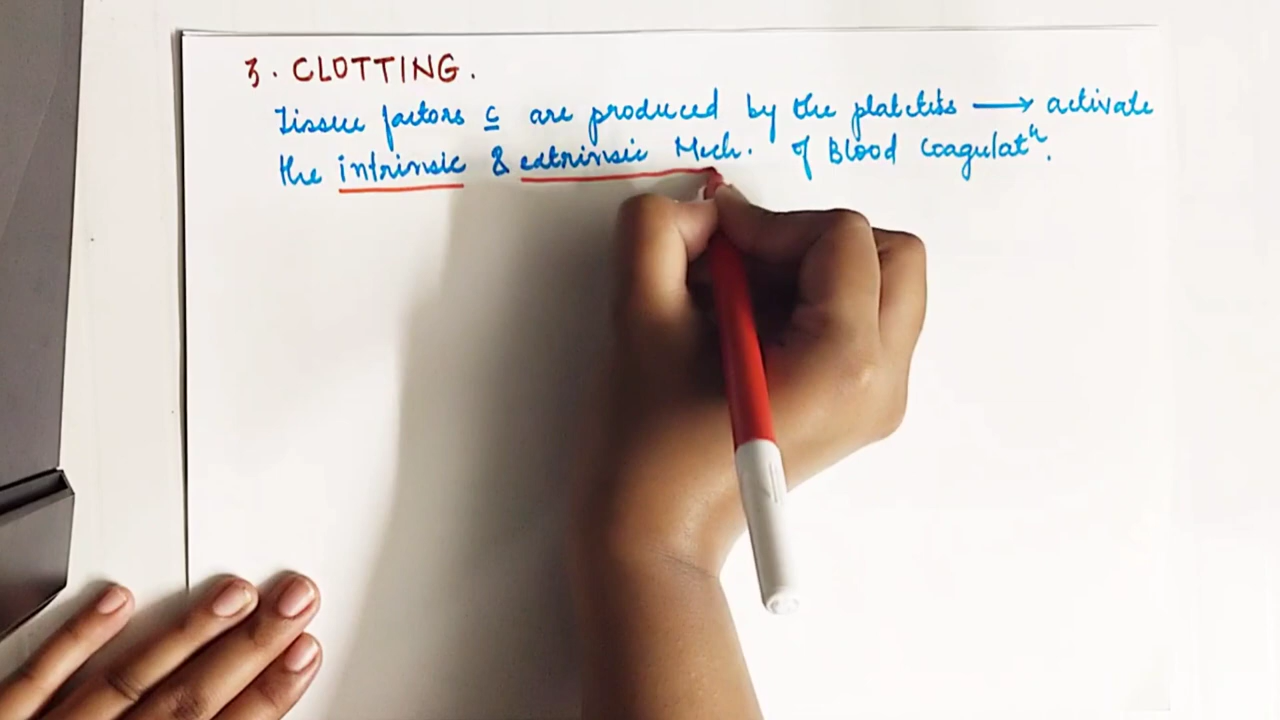 3. CLOTTING.
Tissue factors c̲ are produced by the platelets ⟶ activate
the intrinsic & extrinsic Mech. of Blood Coagulatⁿ.